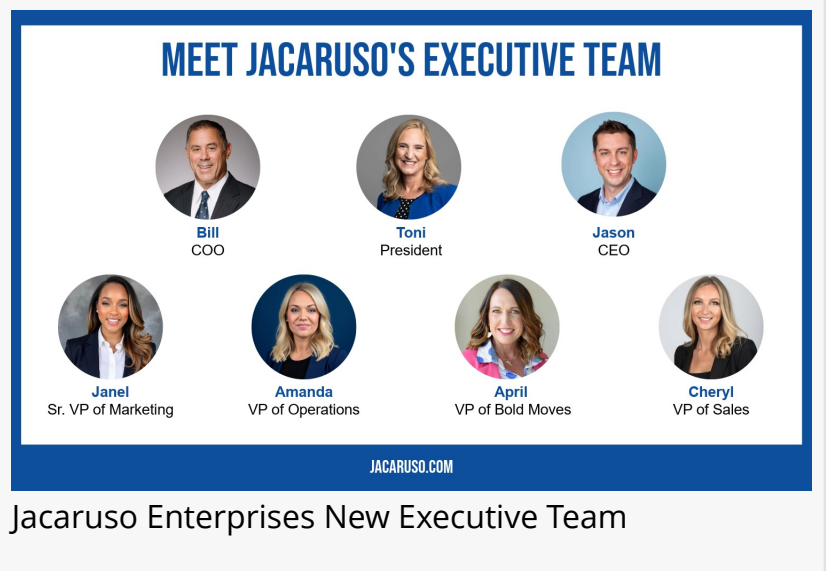 MEET JACARUSO'S EXECUTIVE TEAM
Bill
COO
Toni
President
Jason
CEO
Janel
Sr. VP of Marketing
Amanda
VP of Operations
April
VP of Bold Moves
Cheryl
VP of Sales
JACARUSO.COM
Jacaruso Enterprises New Executive Team